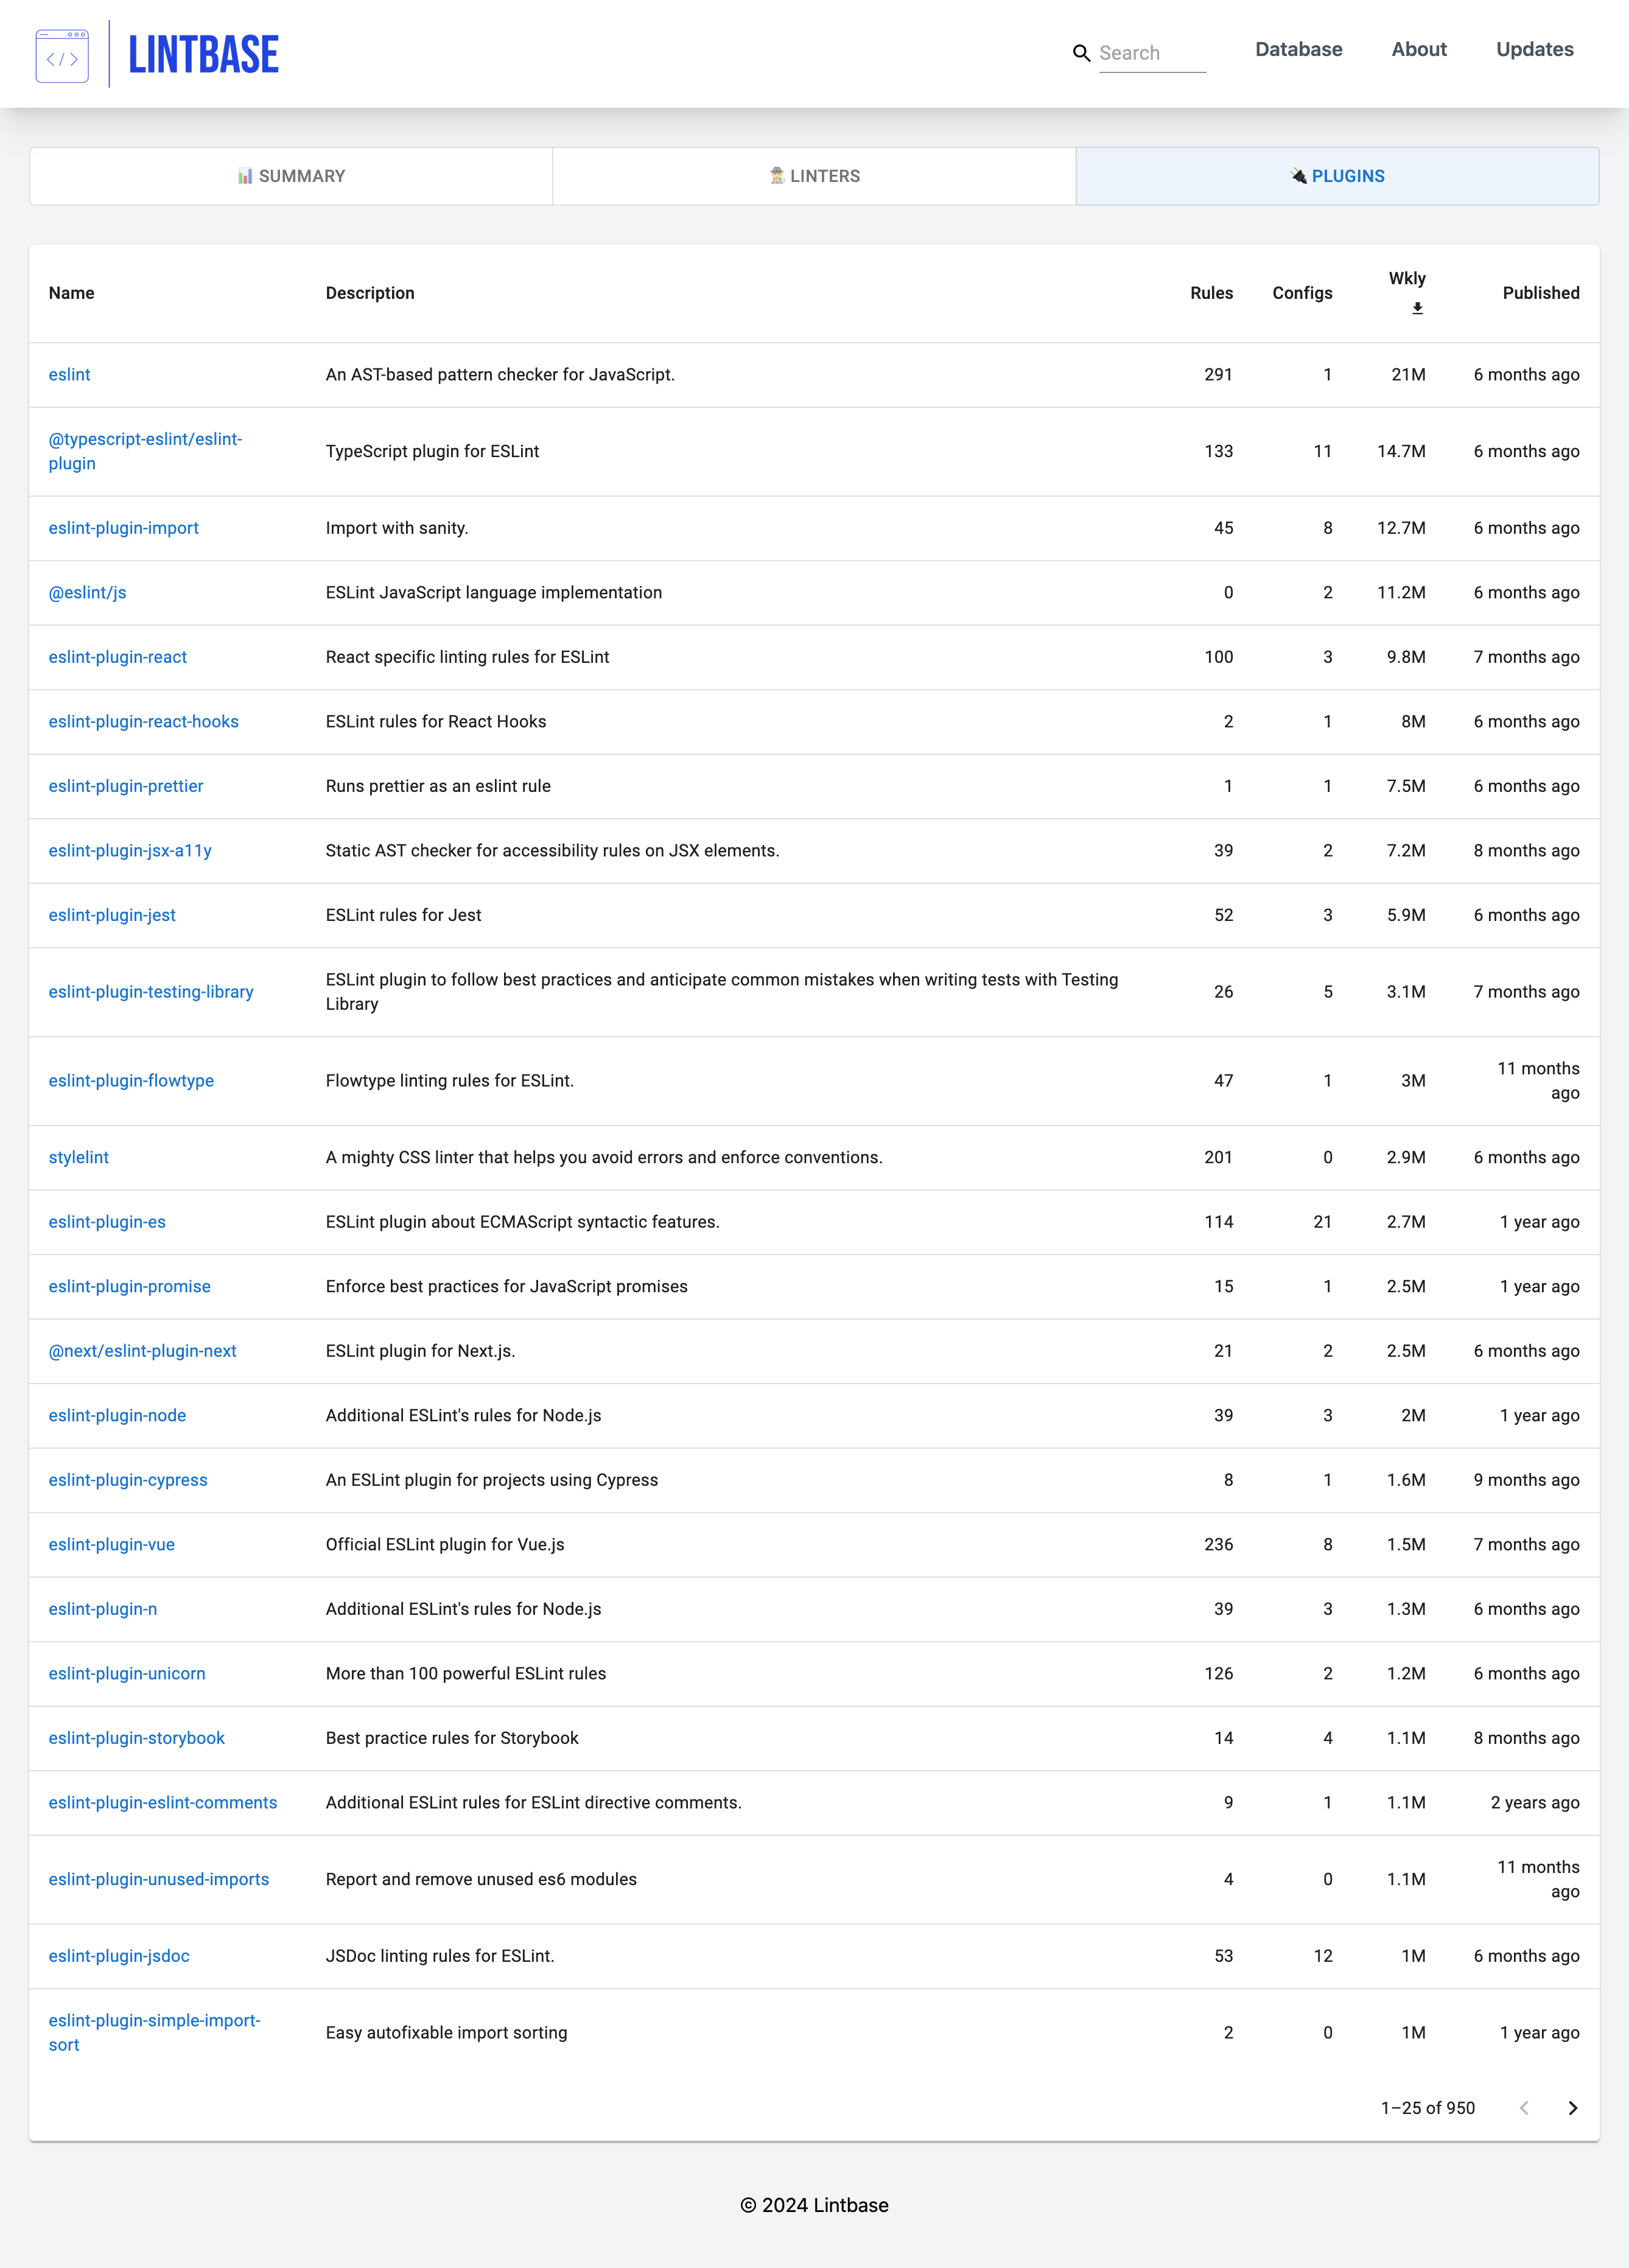 </> LINTBASE Search Database About Updates
📊 SUMMARY 🕵️ LINTERS 🔌 PLUGINS
Name Description Rules Configs Wkly Published
eslint An AST-based pattern checker for JavaScript. 291 1 21M 6 months ago
@typescript-eslint/eslint-
plugin TypeScript plugin for ESLint 133 11 14.7M 6 months ago
eslint-plugin-import Import with sanity. 45 8 12.7M 6 months ago
@eslint/js ESLint JavaScript language implementation 0 2 11.2M 6 months ago
eslint-plugin-react React specific linting rules for ESLint 100 3 9.8M 7 months ago
eslint-plugin-react-hooks ESLint rules for React Hooks 2 1 8M 6 months ago
eslint-plugin-prettier Runs prettier as an eslint rule 1 1 7.5M 6 months ago
eslint-plugin-jsx-a11y Static AST checker for accessibility rules on JSX elements. 39 2 7.2M 8 months ago
eslint-plugin-jest ESLint rules for Jest 52 3 5.9M 6 months ago
eslint-plugin-testing-library ESLint plugin to follow best practices and anticipate common mistakes when writing tests with Testing
Library 26 5 3.1M 7 months ago
eslint-plugin-flowtype Flowtype linting rules for ESLint. 47 1 3M 11 months
ago
stylelint A mighty CSS linter that helps you avoid errors and enforce conventions. 201 0 2.9M 6 months ago
eslint-plugin-es ESLint plugin about ECMAScript syntactic features. 114 21 2.7M 1 year ago
eslint-plugin-promise Enforce best practices for JavaScript promises 15 1 2.5M 1 year ago
@next/eslint-plugin-next ESLint plugin for Next.js. 21 2 2.5M 6 months ago
eslint-plugin-node Additional ESLint's rules for Node.js 39 3 2M 1 year ago
eslint-plugin-cypress An ESLint plugin for projects using Cypress 8 1 1.6M 9 months ago
eslint-plugin-vue Official ESLint plugin for Vue.js 236 8 1.5M 7 months ago
eslint-plugin-n Additional ESLint's rules for Node.js 39 3 1.3M 6 months ago
eslint-plugin-unicorn More than 100 powerful ESLint rules 126 2 1.2M 6 months ago
eslint-plugin-storybook Best practice rules for Storybook 14 4 1.1M 8 months ago
eslint-plugin-eslint-comments Additional ESLint rules for ESLint directive comments. 9 1 1.1M 2 years ago
eslint-plugin-unused-imports Report and remove unused es6 modules 4 0 1.1M 11 months
ago
eslint-plugin-jsdoc JSDoc linting rules for ESLint. 53 12 1M 6 months ago
eslint-plugin-simple-import-
sort Easy autofixable import sorting 2 0 1M 1 year ago
1–25 of 950
© 2024 Lintbase